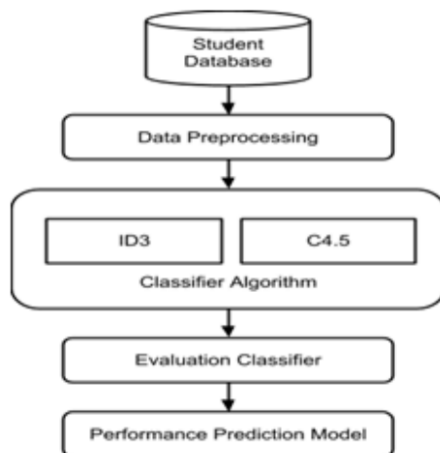 Student
Database
Data Preprocessing
ID3
C4.5
Classifier Algorithm
Evaluation Classifier
Performance Prediction Model